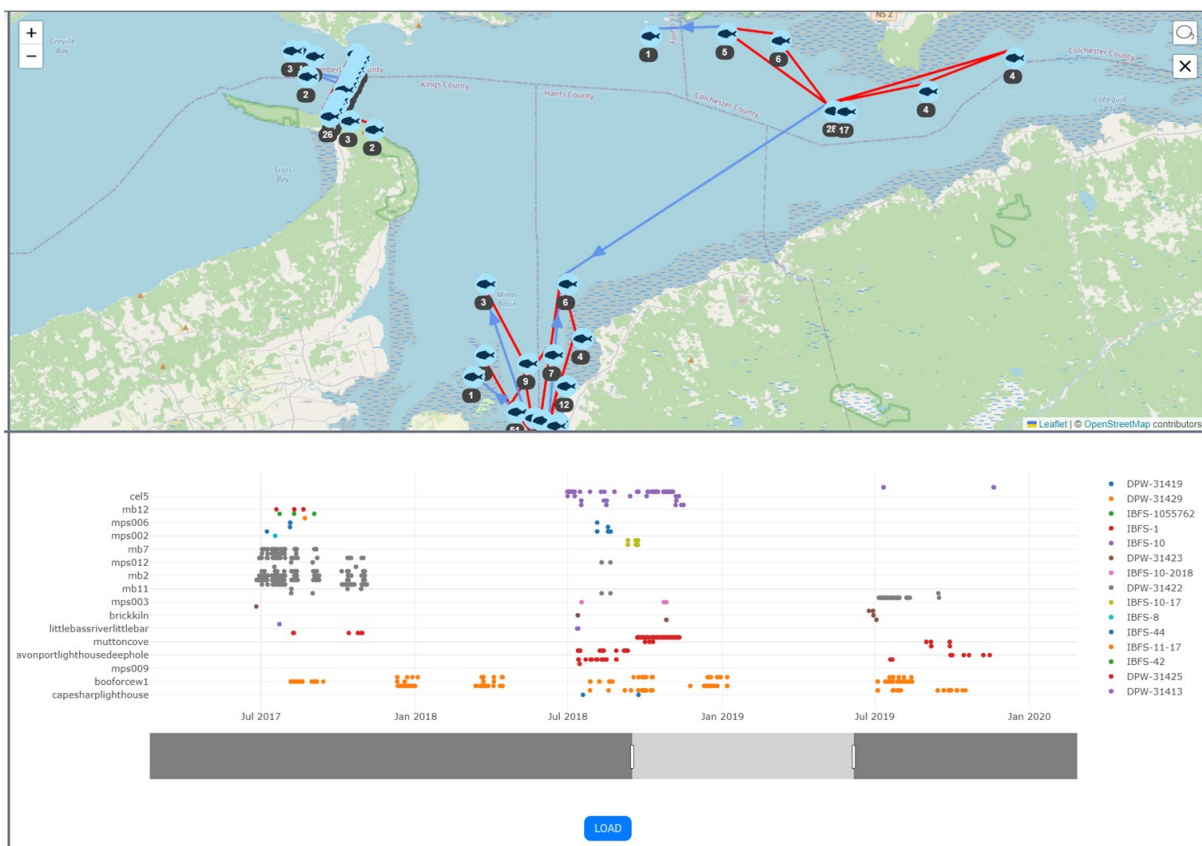 +
−
Greville
Bay
Kings County
Hants County
Colchester County
NS 2
Colchester County
Cobequid
Bay
Scots
Bay
Minas
Basin
3
2
26
3
2
1
5
6
4
4
17
3
6
4
7
9
12
1
Leaflet | © OpenStreetMap contributors
cel5
mb12
mps006
mps002
mb7
mps012
mb2
mb11
mps003
brickkiln
littlebassriverlittlebar
muttoncove
avonportlighthousedeephole
mps009
booforcew1
capesharplighthouse
Jul 2017
Jan 2018
Jul 2018
Jan 2019
Jul 2019
Jan 2020
DPW-31419
DPW-31429
IBFS-1055762
IBFS-1
IBFS-10
DPW-31423
IBFS-10-2018
DPW-31422
IBFS-10-17
IBFS-8
IBFS-44
IBFS-11-17
IBFS-42
DPW-31425
DPW-31413
LOAD